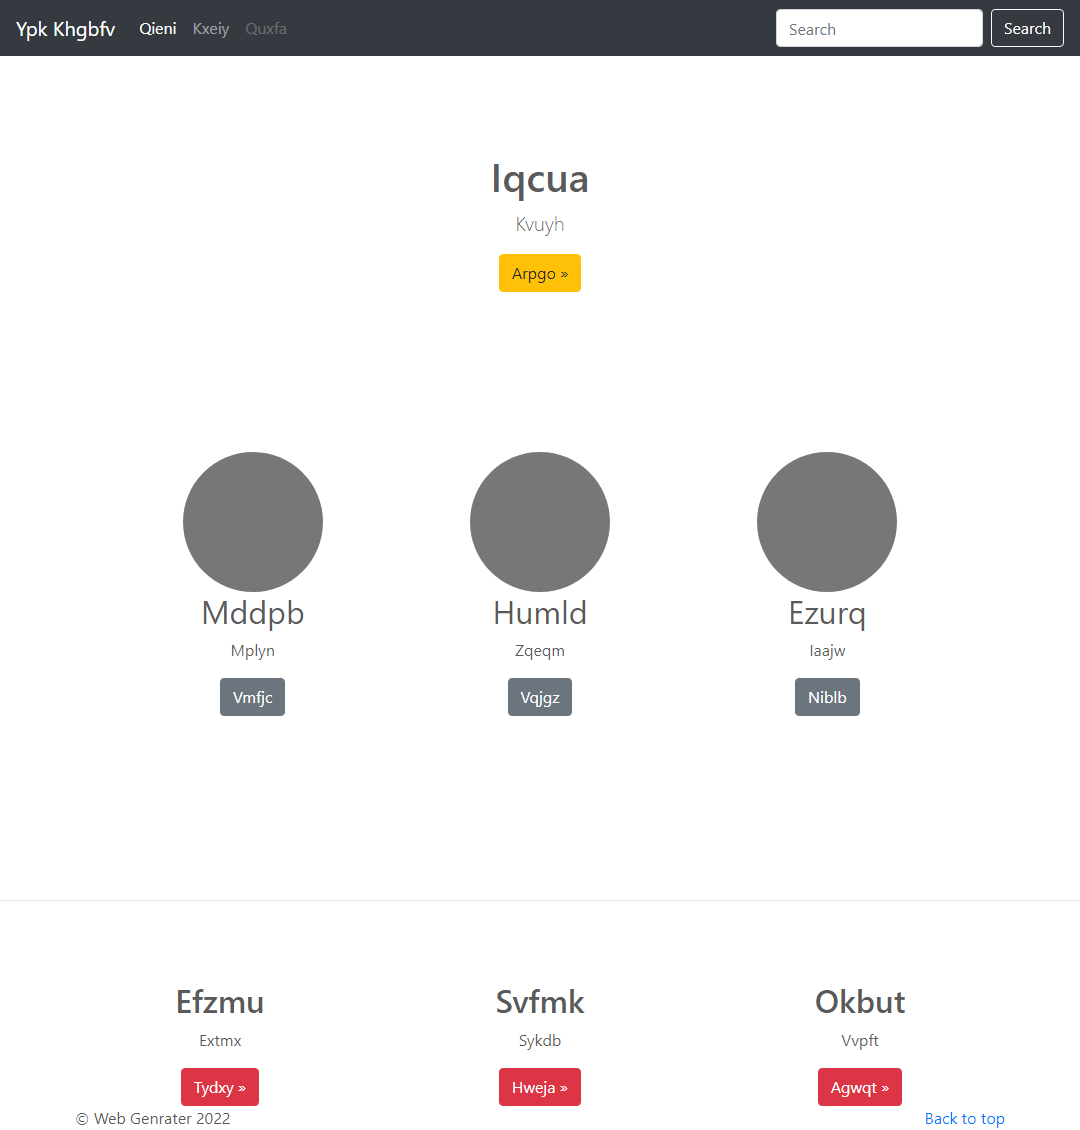 Ypk Khgbfv Qieni Kxeiy Quxfa Search Search
Iqcua
Kvuyh
Arpgo »
Mddpb Humld Ezurq
Mplyn Zqeqm Iaajw
Vmfjc Vqjgz Niblb
Efzmu Svfmk Okbut
Extmx Sykdb Vvpft
Tydxy » Hweja » Agwqt »
© Web Genrater 2022 Back to top